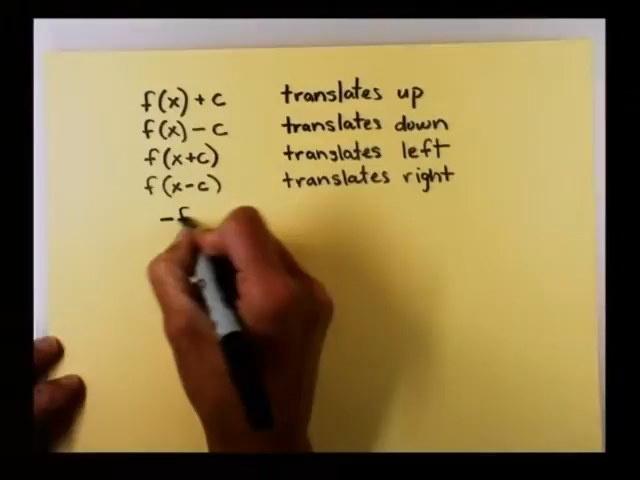 f(x) + c translates up
f(x) - c translates down
f(x+c) translates left
f(x-c) translates right
-f